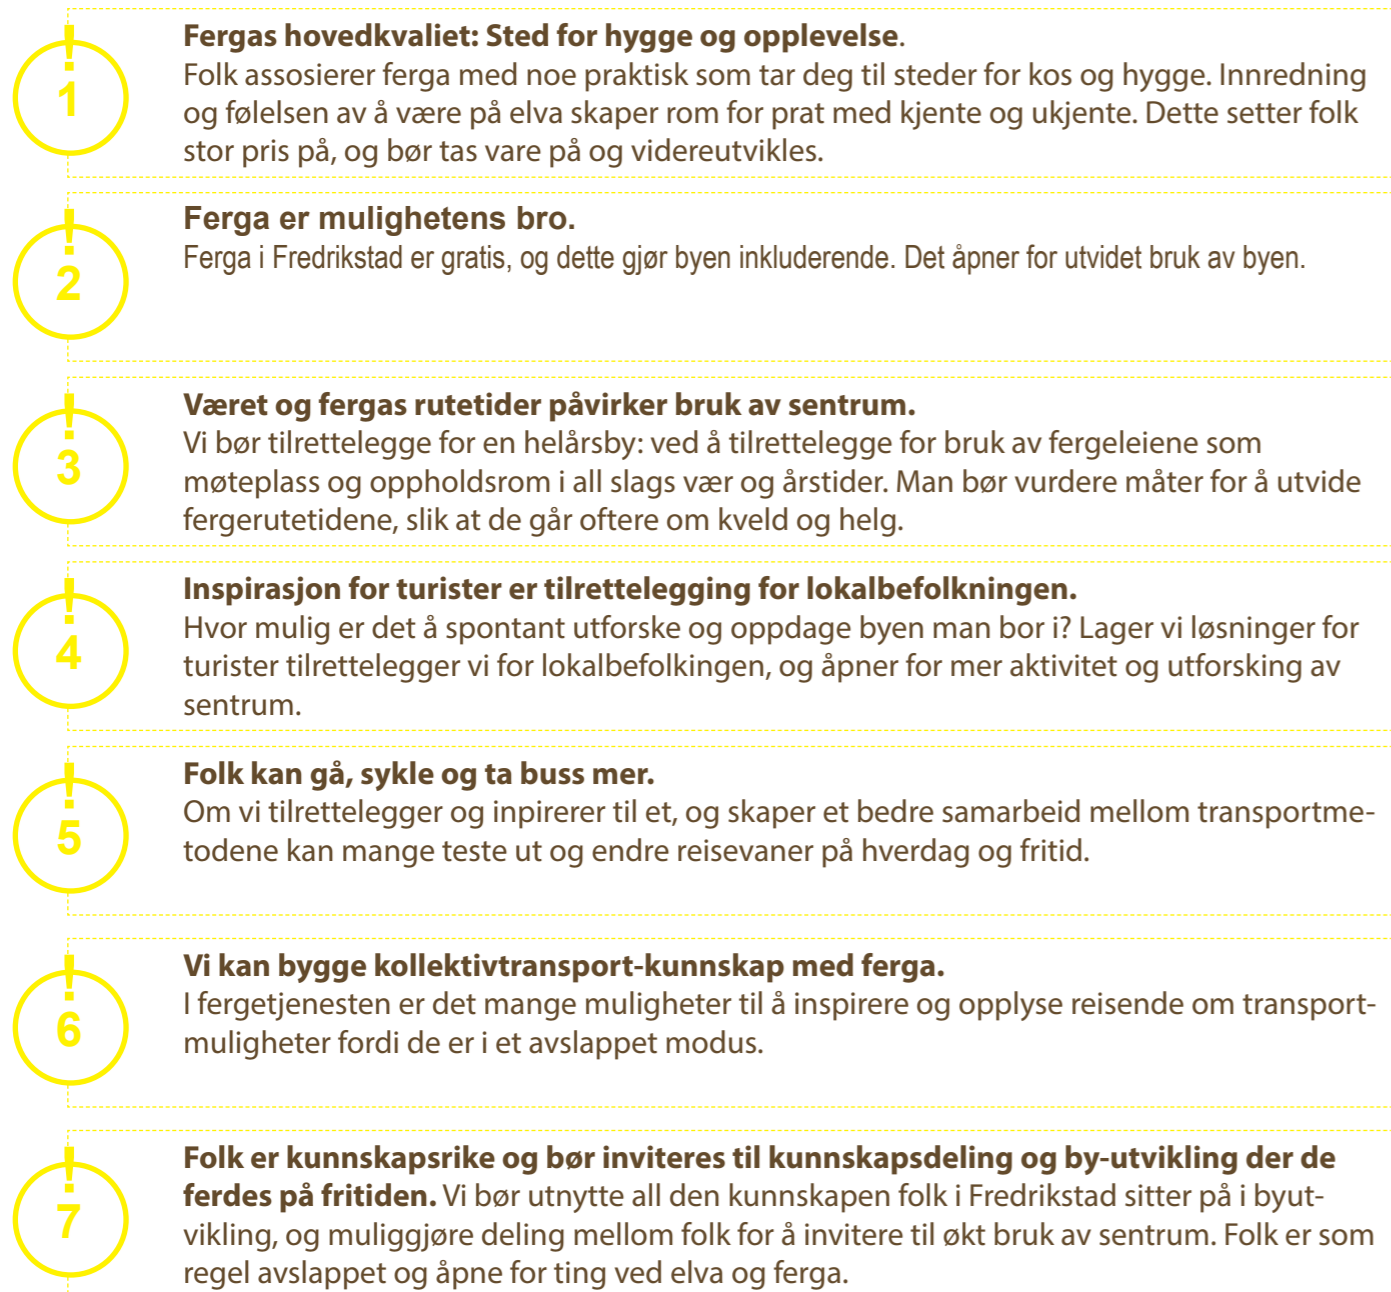 !
1
Fergas hovedkvaliet: Sted for hygge og opplevelse.
Folk assosierer ferga med noe praktisk som tar deg til steder for kos og hygge. Innredning
og følelsen av å være på elva skaper rom for prat med kjente og ukjente. Dette setter folk
stor pris på, og bør tas vare på og videreutvikles.
!
2
Ferga er mulighetens bro.
Ferga i Fredrikstad er gratis, og dette gjør byen inkluderende. Det åpner for utvidet bruk av byen.
!
3
Været og fergas rutetider påvirker bruk av sentrum.
Vi bør tilrettelegge for en helårsby: ved å tilrettelegge for bruk av fergeleiene som
møteplass og oppholdsrom i all slags vær og årstider. Man bør vurdere måter for å utvide
fergerutetidene, slik at de går oftere om kveld og helg.
!
4
Inspirasjon for turister er tilrettelegging for lokalbefolkningen.
Hvor mulig er det å spontant utforske og oppdage byen man bor i? Lager vi løsninger for
turister tilrettelegger vi for lokalbefolkingen, og åpner for mer aktivitet og utforsking av
sentrum.
!
5
Folk kan gå, sykle og ta buss mer.
Om vi tilrettelegger og inpirerer til et, og skaper et bedre samarbeid mellom transportme-
todene kan mange teste ut og endre reisevaner på hverdag og fritid.
!
6
Vi kan bygge kollektivtransport-kunnskap med ferga.
I fergetjenesten er det mange muligheter til å inspirere og opplyse reisende om transport-
muligheter fordi de er i et avslappet modus.
!
7
Folk er kunnskapsrike og bør inviteres til kunnskapsdeling og by-utvikling der de
ferdes på fritiden. Vi bør utnytte all den kunnskapen folk i Fredrikstad sitter på i byut-
vikling, og muliggjøre deling mellom folk for å invitere til økt bruk av sentrum. Folk er som
regel avslappet og åpne for ting ved elva og ferga.